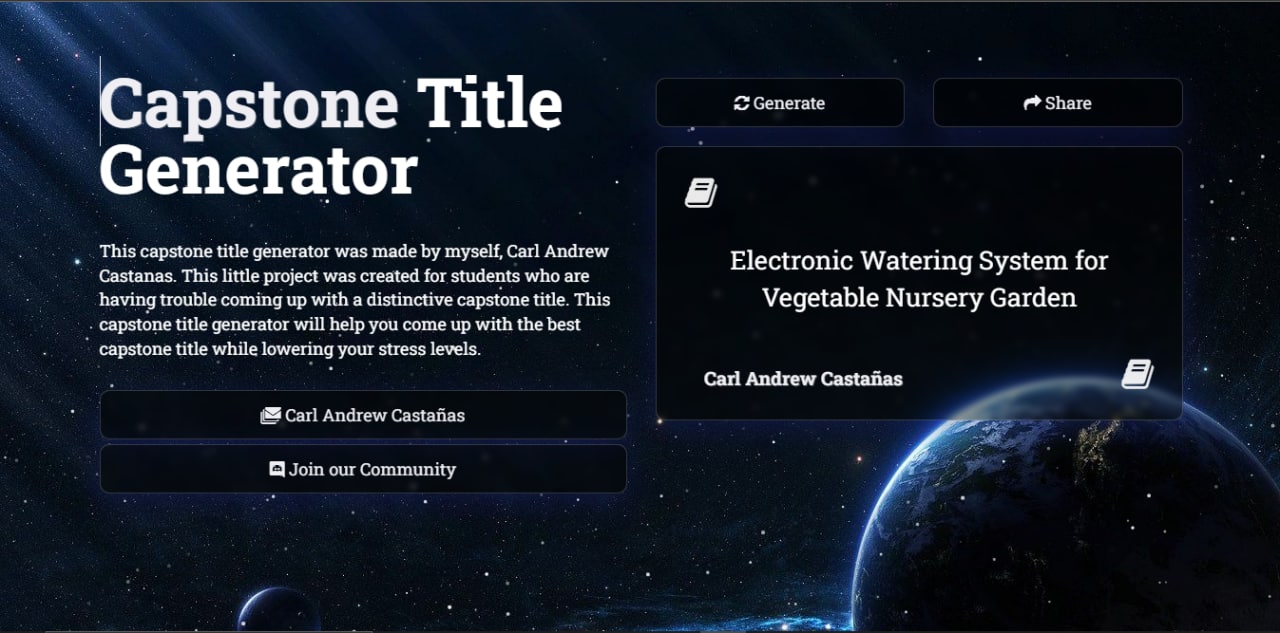 Capstone Title
Generator
This capstone title generator was made by myself, Carl Andrew
Castanas. This little project was created for students who are
having trouble coming up with a distinctive capstone title. This
capstone title generator will help you come up with the best
capstone title while lowering your stress levels.
Carl Andrew Castañas
Join our Community
Generate
Share
Electronic Watering System for
Vegetable Nursery Garden
Carl Andrew Castañas